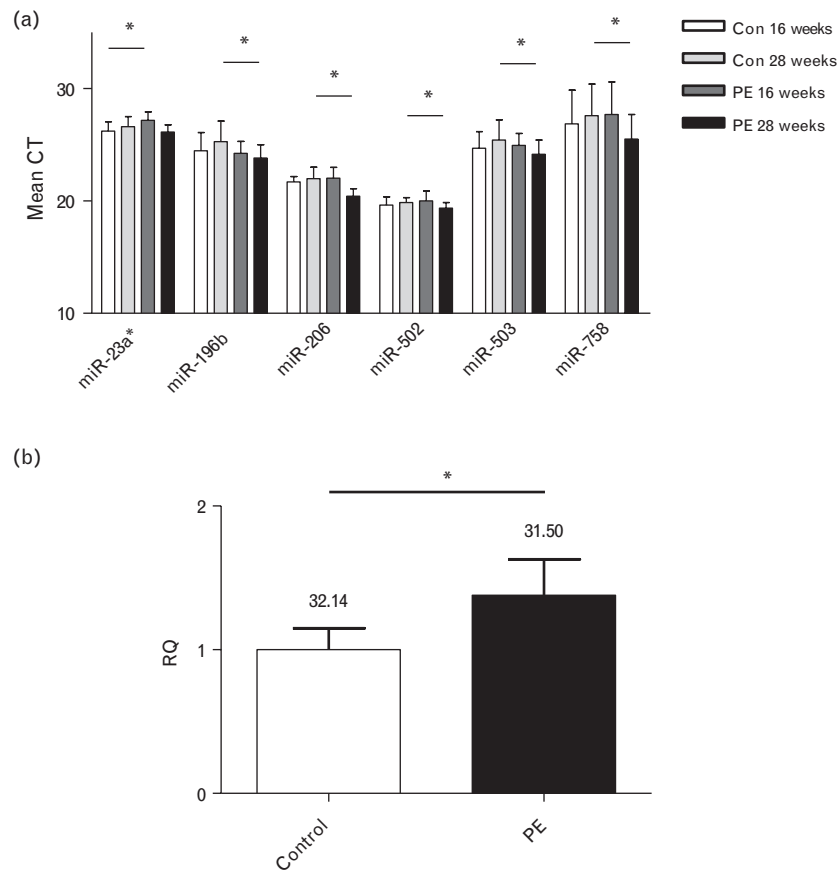 (a)
*
*
*
*
*
*
Con 16 weeks
Con 28 weeks
PE 16 weeks
PE 28 weeks
30
20
10
Mean CT
miR-23a*
miR-196b
miR-206
miR-502
miR-503
miR-758
(b)
*
2
1
0
RQ
32.14
31.50
Control
PE